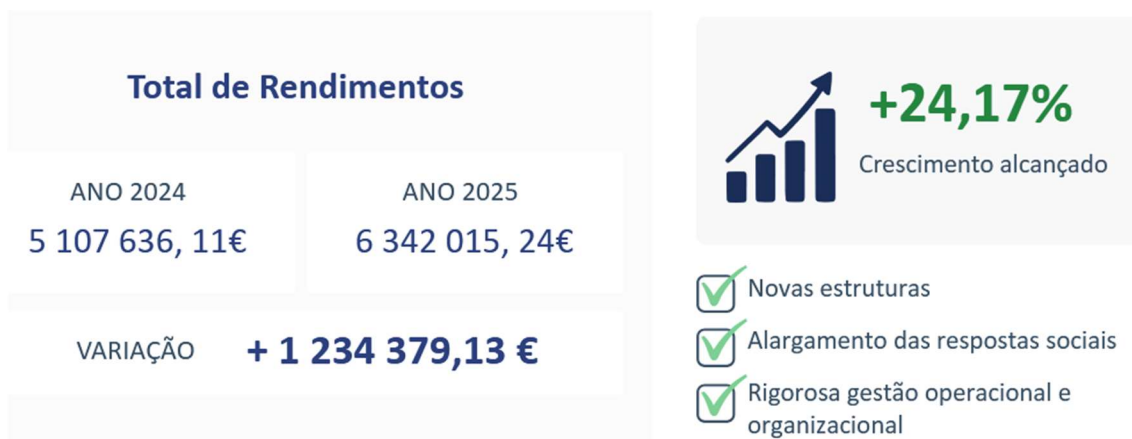 Total de Rendimentos
ANO 2024
5 107 636, 11€
ANO 2025
6 342 015, 24€
VARIAÇÃO + 1 234 379,13 €
+24,17%
Crescimento alcançado
Novas estruturas
Alargamento das respostas sociais
Rigorosa gestão operacional e
organizacional